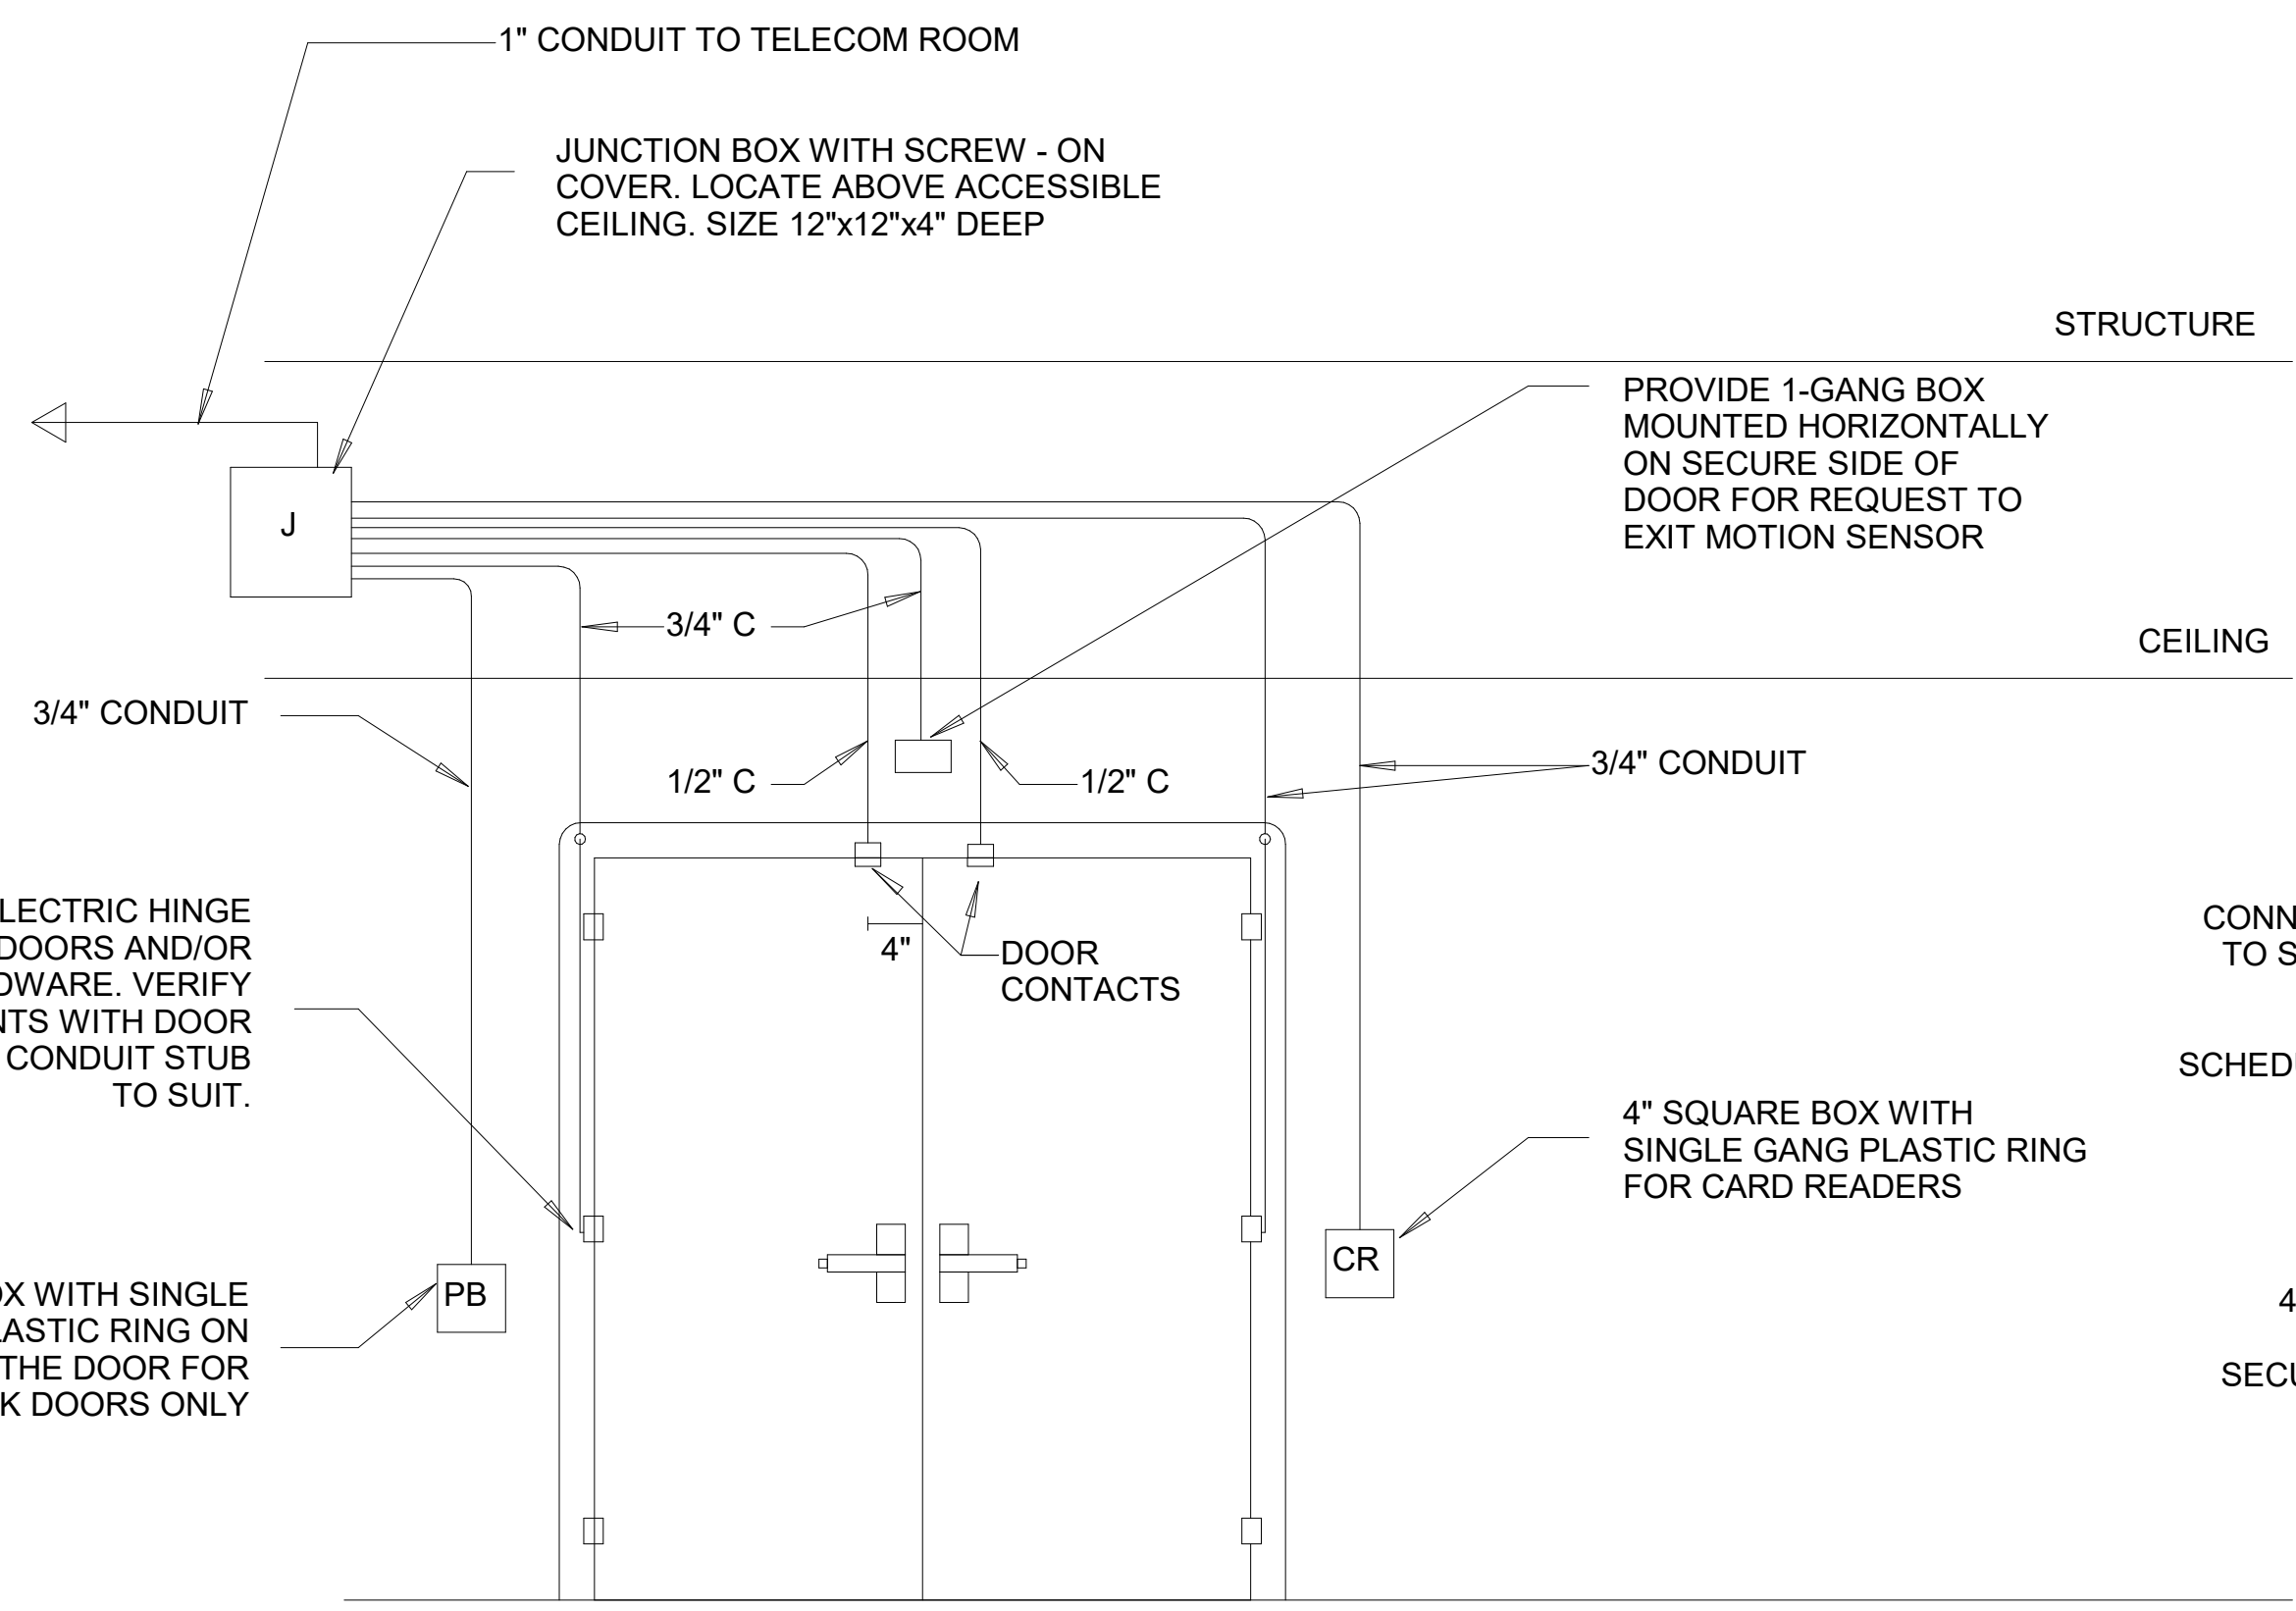 1" CONDUIT TO TELECOM ROOM
JUNCTION BOX WITH SCREW - ON
COVER. LOCATE ABOVE ACCESSIBLE
CEILING. SIZE 12"x12"x4" DEEP
STRUCTURE
PROVIDE 1-GANG BOX
MOUNTED HORIZONTALLY
ON SECURE SIDE OF
DOOR FOR REQUEST TO
EXIT MOTION SENSOR
J
3/4" C
CEILING
3/4" CONDUIT
1/2" C
1/2" C
3/4" CONDUIT
LECTRIC HINGE
DOORS AND/OR
DWARE. VERIFY
NTS WITH DOOR
CONDUIT STUB
TO SUIT.
4"
DOOR
CONTACTS
CONN
TO S
SCHED
4" SQUARE BOX WITH
SINGLE GANG PLASTIC RING
FOR CARD READERS
CR
PB
OX WITH SINGLE
LASTIC RING ON
THE DOOR FOR
K DOORS ONLY
4
SECU